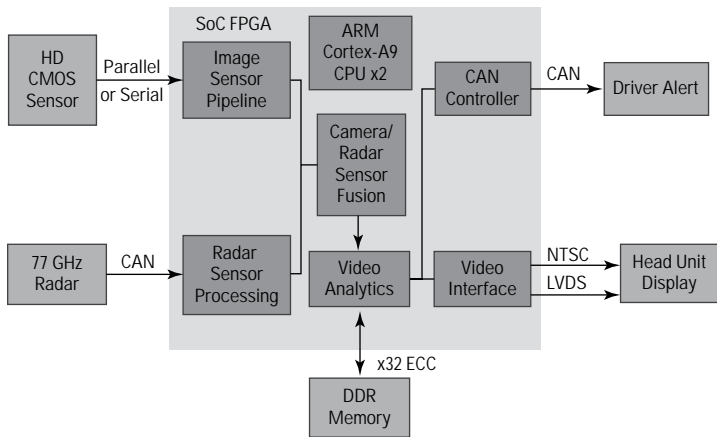 SoC FPGA
HD
CMOS
Sensor
Parallel
or Serial
Image
Sensor
Pipeline
ARM
Cortex-A9
CPU x2
CAN
Controller
CAN
Driver Alert
Camera/
Radar
Sensor
Fusion
77 GHz
Radar
CAN
Radar
Sensor
Processing
Video
Analytics
Video
Interface
NTSC
LVDS
Head Unit
Display
x32 ECC
DDR
Memory